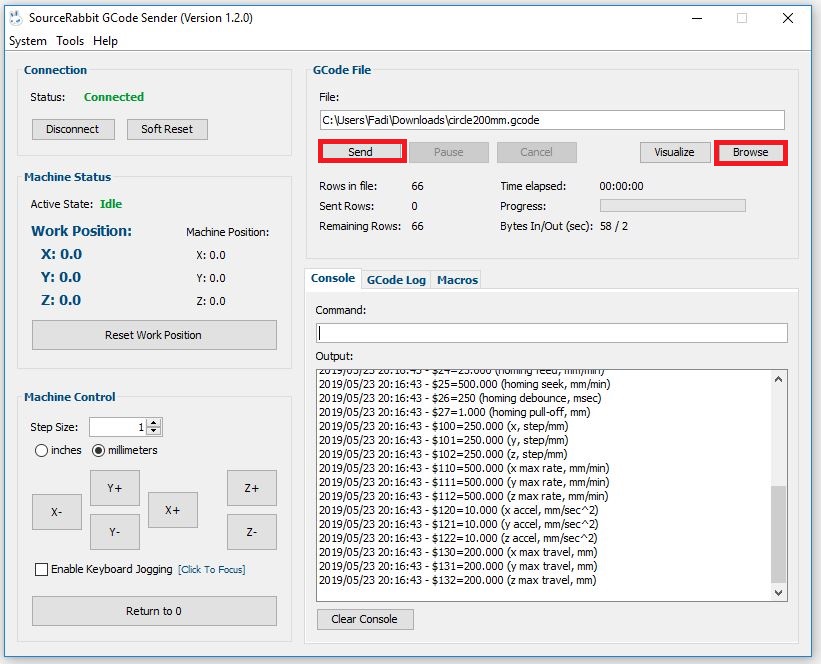 SourceRabbit GCode Sender (Version 1.2.0)
System Tools Help
Connection
Status: Connected
Disconnect Soft Reset
Machine Status
Active State: Idle
Work Position: Machine Position:
X: 0.0 X: 0.0
Y: 0.0 Y: 0.0
Z: 0.0 Z: 0.0
Reset Work Position
Machine Control
Step Size: 1
inches millimeters
X- Y+ Y- X+ Z+ Z-
Enable Keyboard Jogging [Click To Focus]
Return to 0
GCode File
File:
C:\Users\Fadi\Downloads\circle200mm.gcode
Send Pause Cancel Visualize Browse
Rows in file: 66 Time elapsed: 00:00:00
Sent Rows: 0 Progress:
Remaining Rows: 66 Bytes In/Out (sec): 58 / 2
Console GCode Log Macros
Command:
Output:
2019/05/23 20:16:43 - $24=25.000 (homing feed, mm/min)
2019/05/23 20:16:43 - $25=500.000 (homing seek, mm/min)
2019/05/23 20:16:43 - $26=250 (homing debounce, msec)
2019/05/23 20:16:43 - $27=1.000 (homing pull-off, mm)
2019/05/23 20:16:43 - $100=250.000 (x, step/mm)
2019/05/23 20:16:43 - $101=250.000 (y, step/mm)
2019/05/23 20:16:43 - $102=250.000 (z, step/mm)
2019/05/23 20:16:43 - $110=500.000 (x max rate, mm/min)
2019/05/23 20:16:43 - $111=500.000 (y max rate, mm/min)
2019/05/23 20:16:43 - $112=500.000 (z max rate, mm/min)
2019/05/23 20:16:43 - $120=10.000 (x accel, mm/sec^2)
2019/05/23 20:16:43 - $121=10.000 (y accel, mm/sec^2)
2019/05/23 20:16:43 - $122=10.000 (z accel, mm/sec^2)
2019/05/23 20:16:43 - $130=200.000 (x max travel, mm)
2019/05/23 20:16:43 - $131=200.000 (y max travel, mm)
2019/05/23 20:16:43 - $132=200.000 (z max travel, mm)
Clear Console